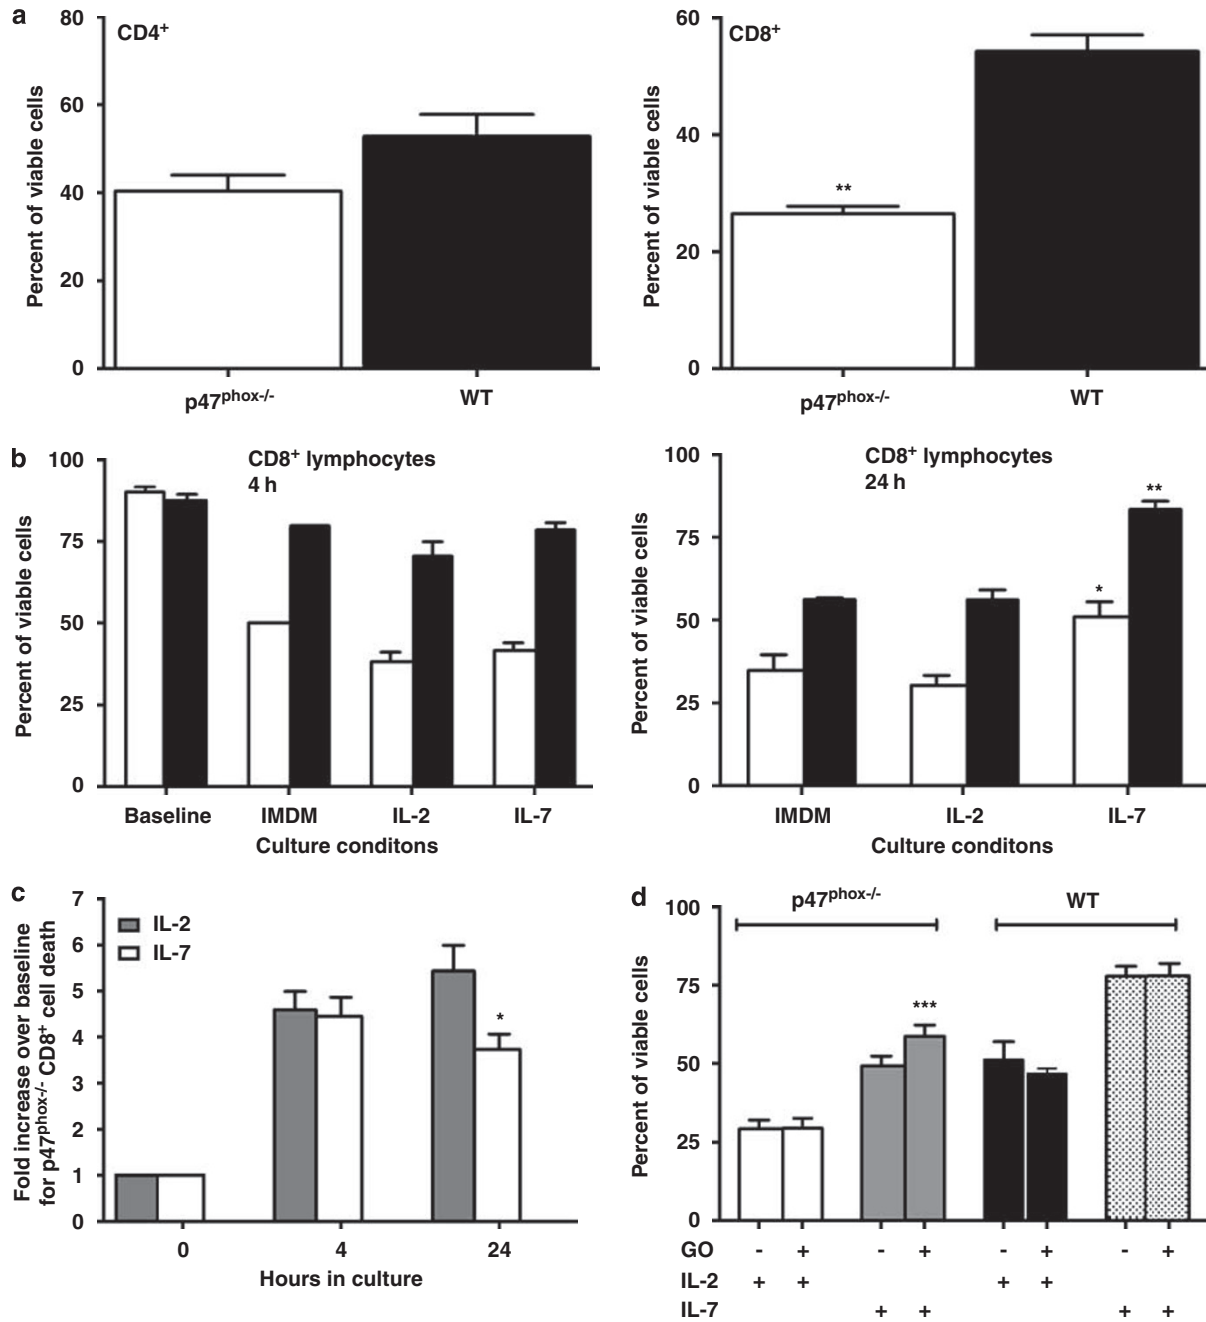 a
CD4+
Percent of viable cells
80
60
40
20
0
p47phox-/-
WT
CD8+
Percent of viable cells
60
40
20
0
**
p47phox-/-
WT
b
CD8+ lymphocytes
4 h
Percent of viable cells
100
75
50
25
0
Baseline IMDM IL-2 IL-7
Culture conditons
CD8+ lymphocytes
24 h
Percent of viable cells
100
75
50
25
0
*
**
IMDM IL-2 IL-7
Culture conditons
c
Fold increase over baseline
for p47phox-/- CD8+ cell death
7
6
5
4
3
2
1
0
IL-2
IL-7
*
0 4 24
Hours in culture
d
p47phox-/-
WT
Percent of viable cells
100
75
50
25
0
***
GO - + - + - + - +
IL-2 + + + +
IL-7 + + + +